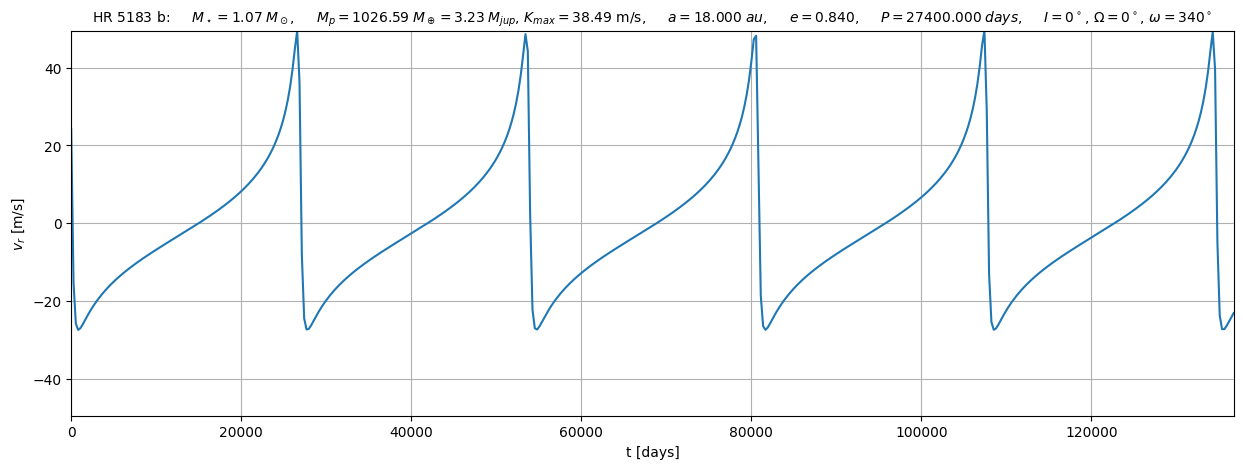 HR 5183 b: M⋆ = 1.07 M⊙, Mp = 1026.59 M⊕ = 3.23 Mjup, Kmax = 38.49 m/s, a = 18.000 au, e = 0.840, P = 27400.000 days, I = 0°, Ω = 0°, ω = 340°
40
20
0
−20
−40
vr [m/s]
0 20000 40000 60000 80000 100000 120000
t [days]